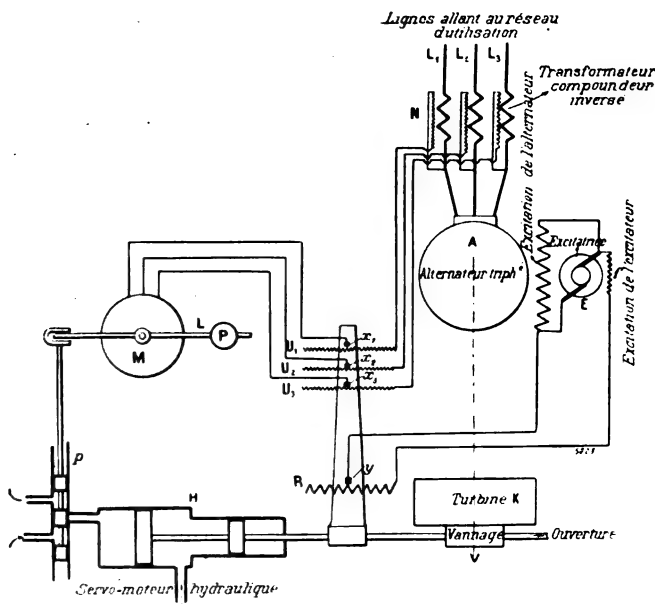 Lignes allant au réseau
d'utilisation
L₁ L₂ L₃
Transformateur
compoundeur
inverse
N
Excitation de l'alternateur
A
Alternateur triphé
Excitatrice
E
Excitation de l'excitateur
L
P
M
U₁ x₁
U₂ x₂
U₃ x₃
y
R
p
H
Turbine K
Vannage
Ouverture
V
Servo-moteur hydraulique